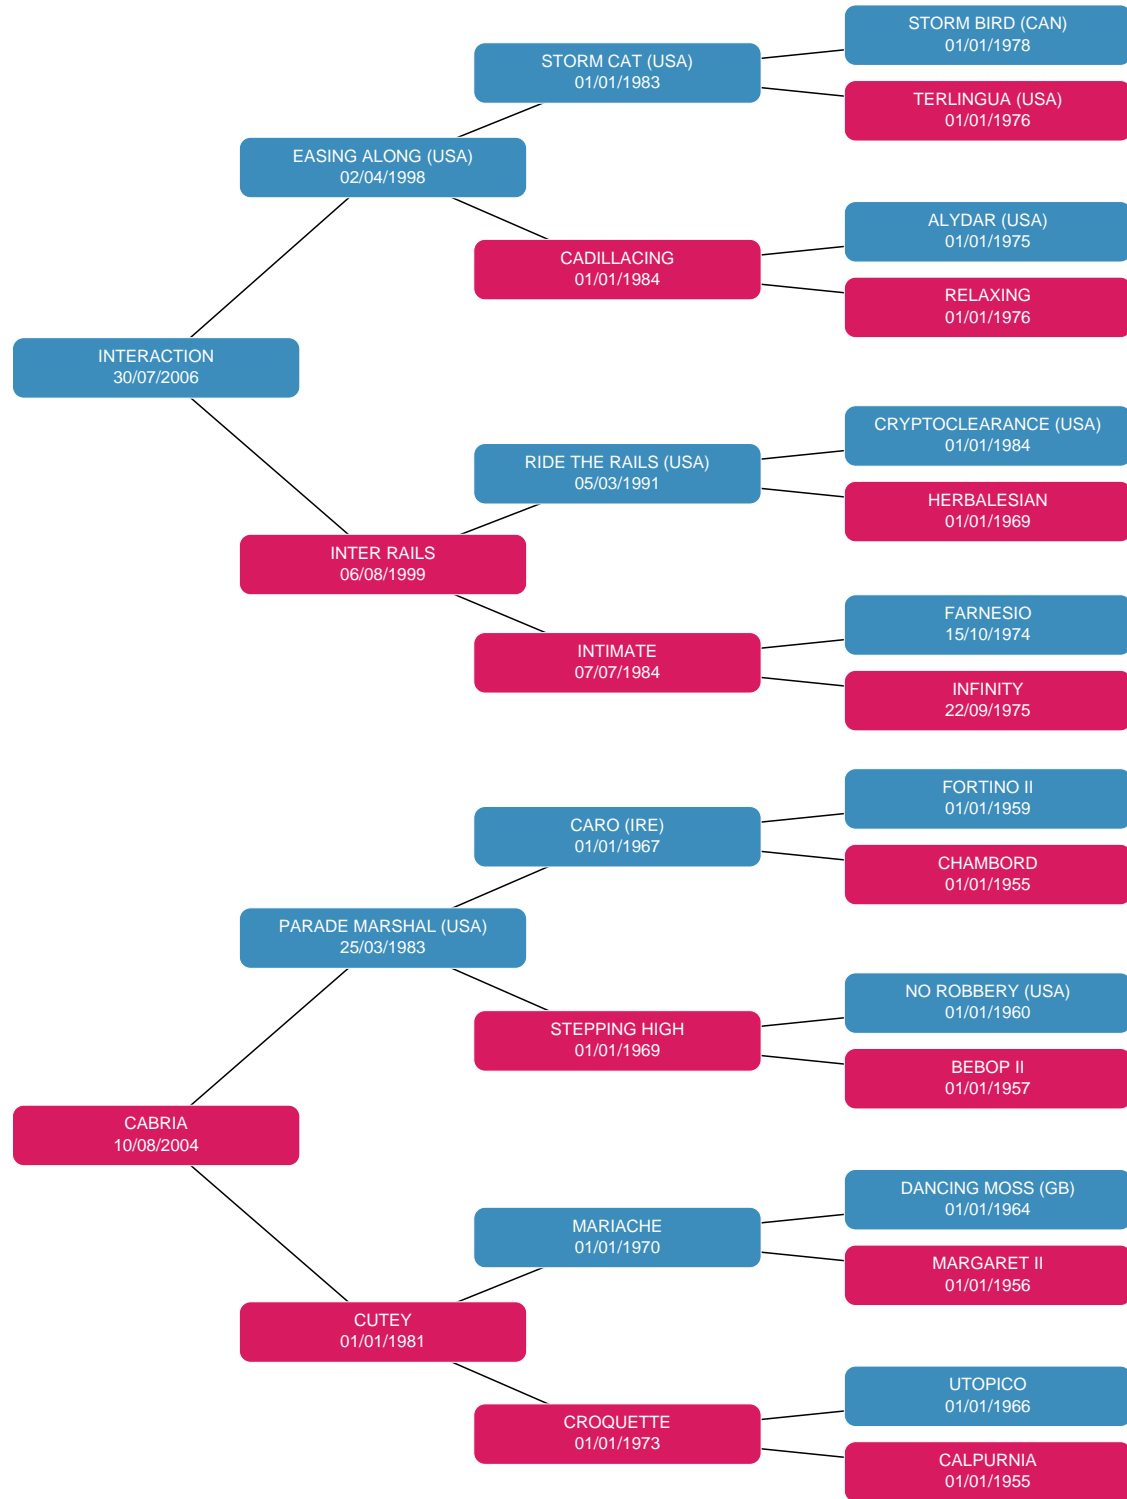 STORM BIRD (CAN)
01/01/1978
STORM CAT (USA)
01/01/1983
TERLINGUA (USA)
01/01/1976
EASING ALONG (USA)
02/04/1998
ALYDAR (USA)
01/01/1975
CADILLACING
01/01/1984
RELAXING
01/01/1976
INTERACTION
30/07/2006
CRYPTOCLEARANCE (USA)
01/01/1984
RIDE THE RAILS (USA)
05/03/1991
HERBALESIAN
01/01/1969
INTER RAILS
06/08/1999
FARNESIO
15/10/1974
INTIMATE
07/07/1984
INFINITY
22/09/1975
FORTINO II
01/01/1959
CARO (IRE)
01/01/1967
CHAMBORD
01/01/1955
PARADE MARSHAL (USA)
25/03/1983
NO ROBBERY (USA)
01/01/1960
STEPPING HIGH
01/01/1969
BEBOP II
01/01/1957
CABRIA
10/08/2004
DANCING MOSS (GB)
01/01/1964
MARIACHE
01/01/1970
MARGARET II
01/01/1956
CUTEY
01/01/1981
UTOPICO
01/01/1966
CROQUETTE
01/01/1973
CALPURNIA
01/01/1955